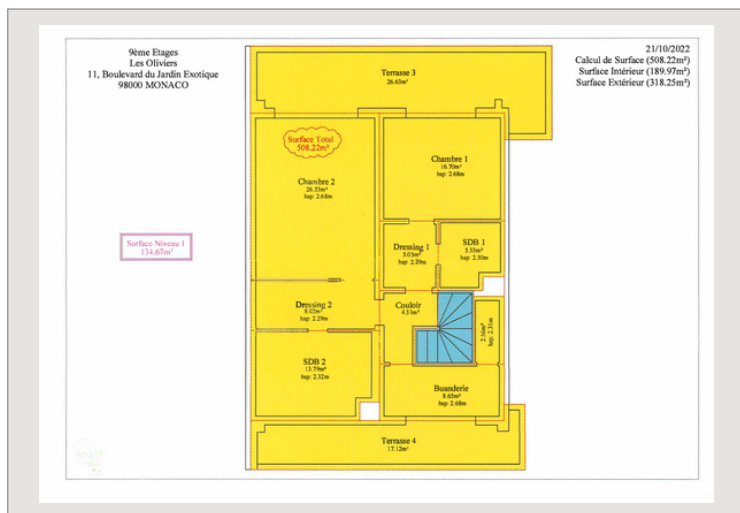 9ème Etages
Les Oliviers
11, Boulevard du Jardin Exotique
98000 MONACO
21/10/2022
Calcul de Surface (508.22m²)
Surface Intérieur (189.97m²)
Surface Extérieur (318.25m²)
Terrasse 3
26.63m²
Surface Total
508.22m²
Chambre 1
16.70m²
hsp: 2.68m
Chambre 2
26.53m²
hsp: 2.68m
Surface Niveau 1
134.67m²
Dressing 1
5.03m²
hsp: 2.29m
SDB 1
5.33m²
hsp: 2.30m
Dressing 2
8.02m²
hsp: 2.29m
Couloir
4.31m²
2.56m²
hsp: 2.31m
SDB 2
13.79m²
hsp: 2.32m
Buanderie
8.65m²
hsp: 2.68m
Terrasse 4
17.12m²